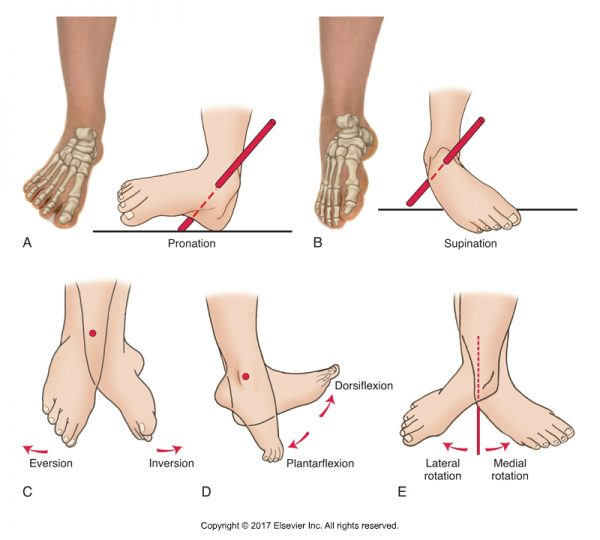 A
Pronation
B
Supination
Eversion
Inversion
C
Dorsiflexion
Plantarflexion
D
Lateral
rotation
Medial
rotation
E
Copyright © 2017 Elsevier Inc. All rights reserved.